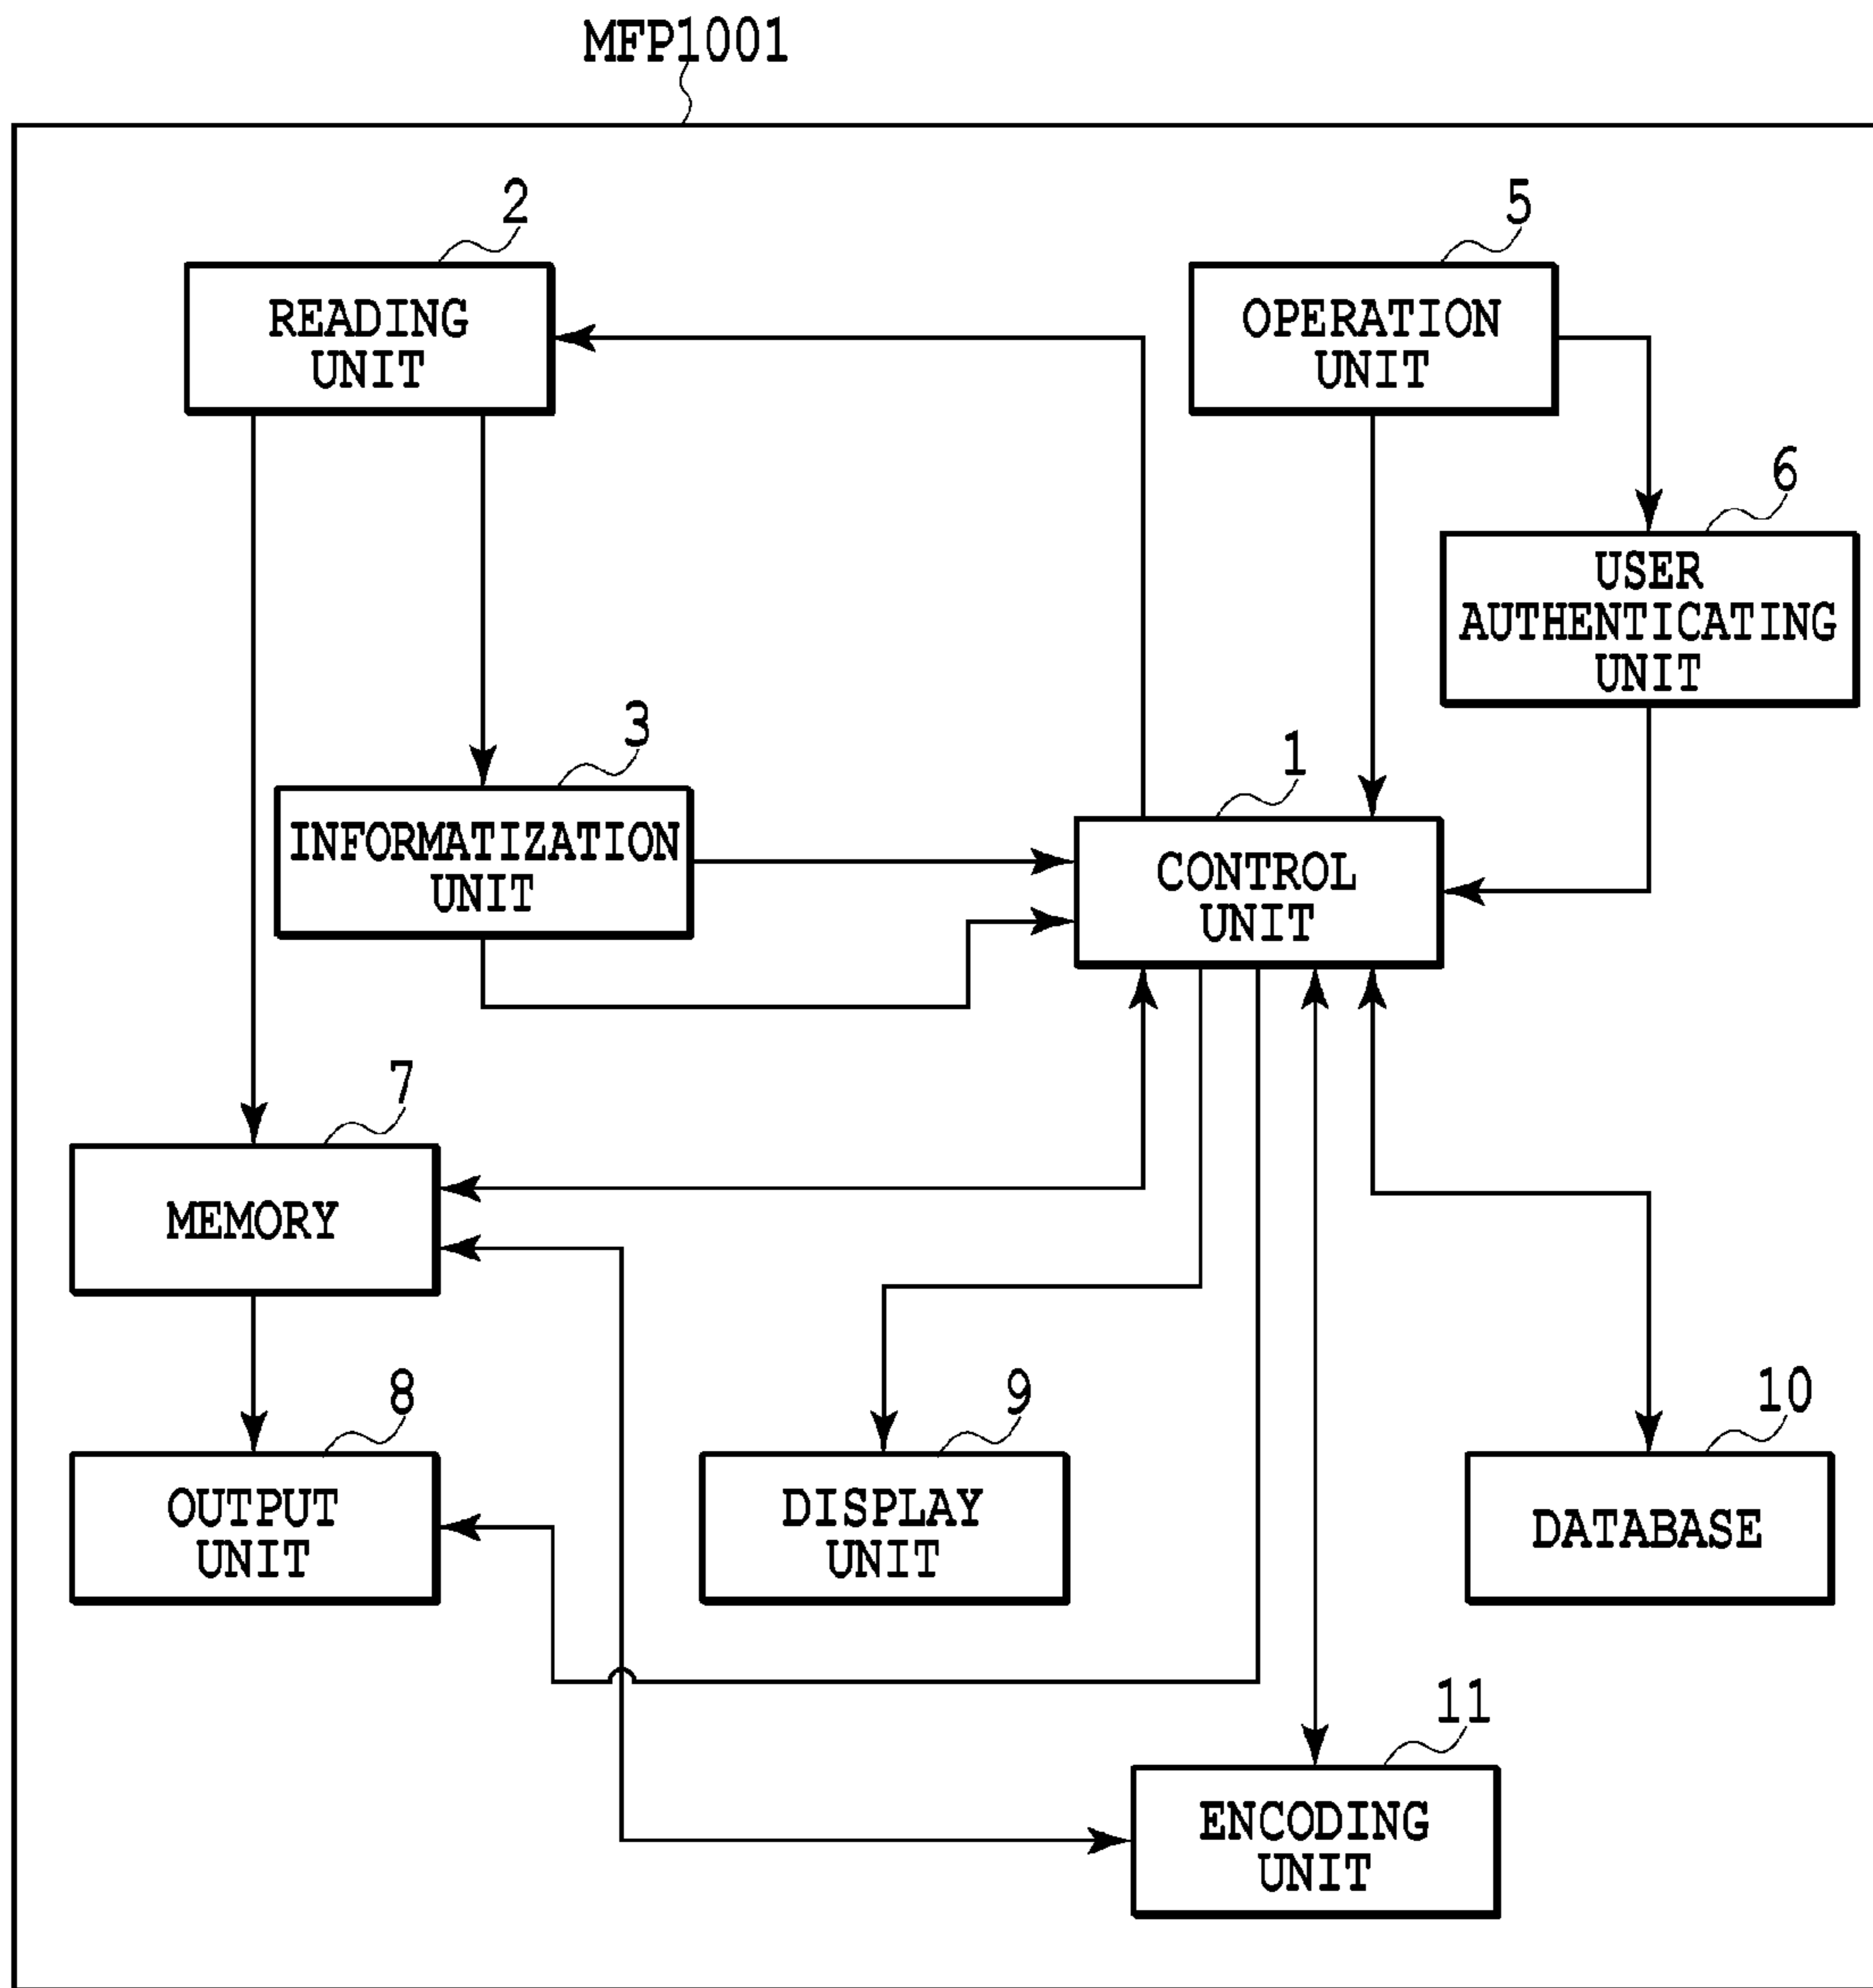 MFP1001
2
READING
UNIT
5
OPERATION
UNIT
6
USER
AUTHENTICATING
UNIT
3
INFORMATIZATION
UNIT
1
CONTROL
UNIT
7
MEMORY
8
OUTPUT
UNIT
9
DISPLAY
UNIT
10
DATABASE
11
ENCODING
UNIT